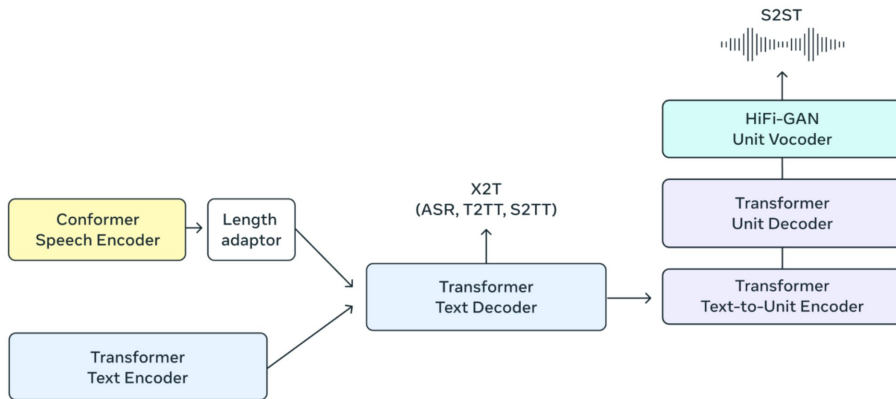 S2ST
HiFi-GAN
Unit Vocoder
X2T
(ASR, T2TT, S2TT)
Transformer
Unit Decoder
Conformer
Speech Encoder
Length
adaptor
Transformer
Text Decoder
Transformer
Text-to-Unit Encoder
Transformer
Text Encoder